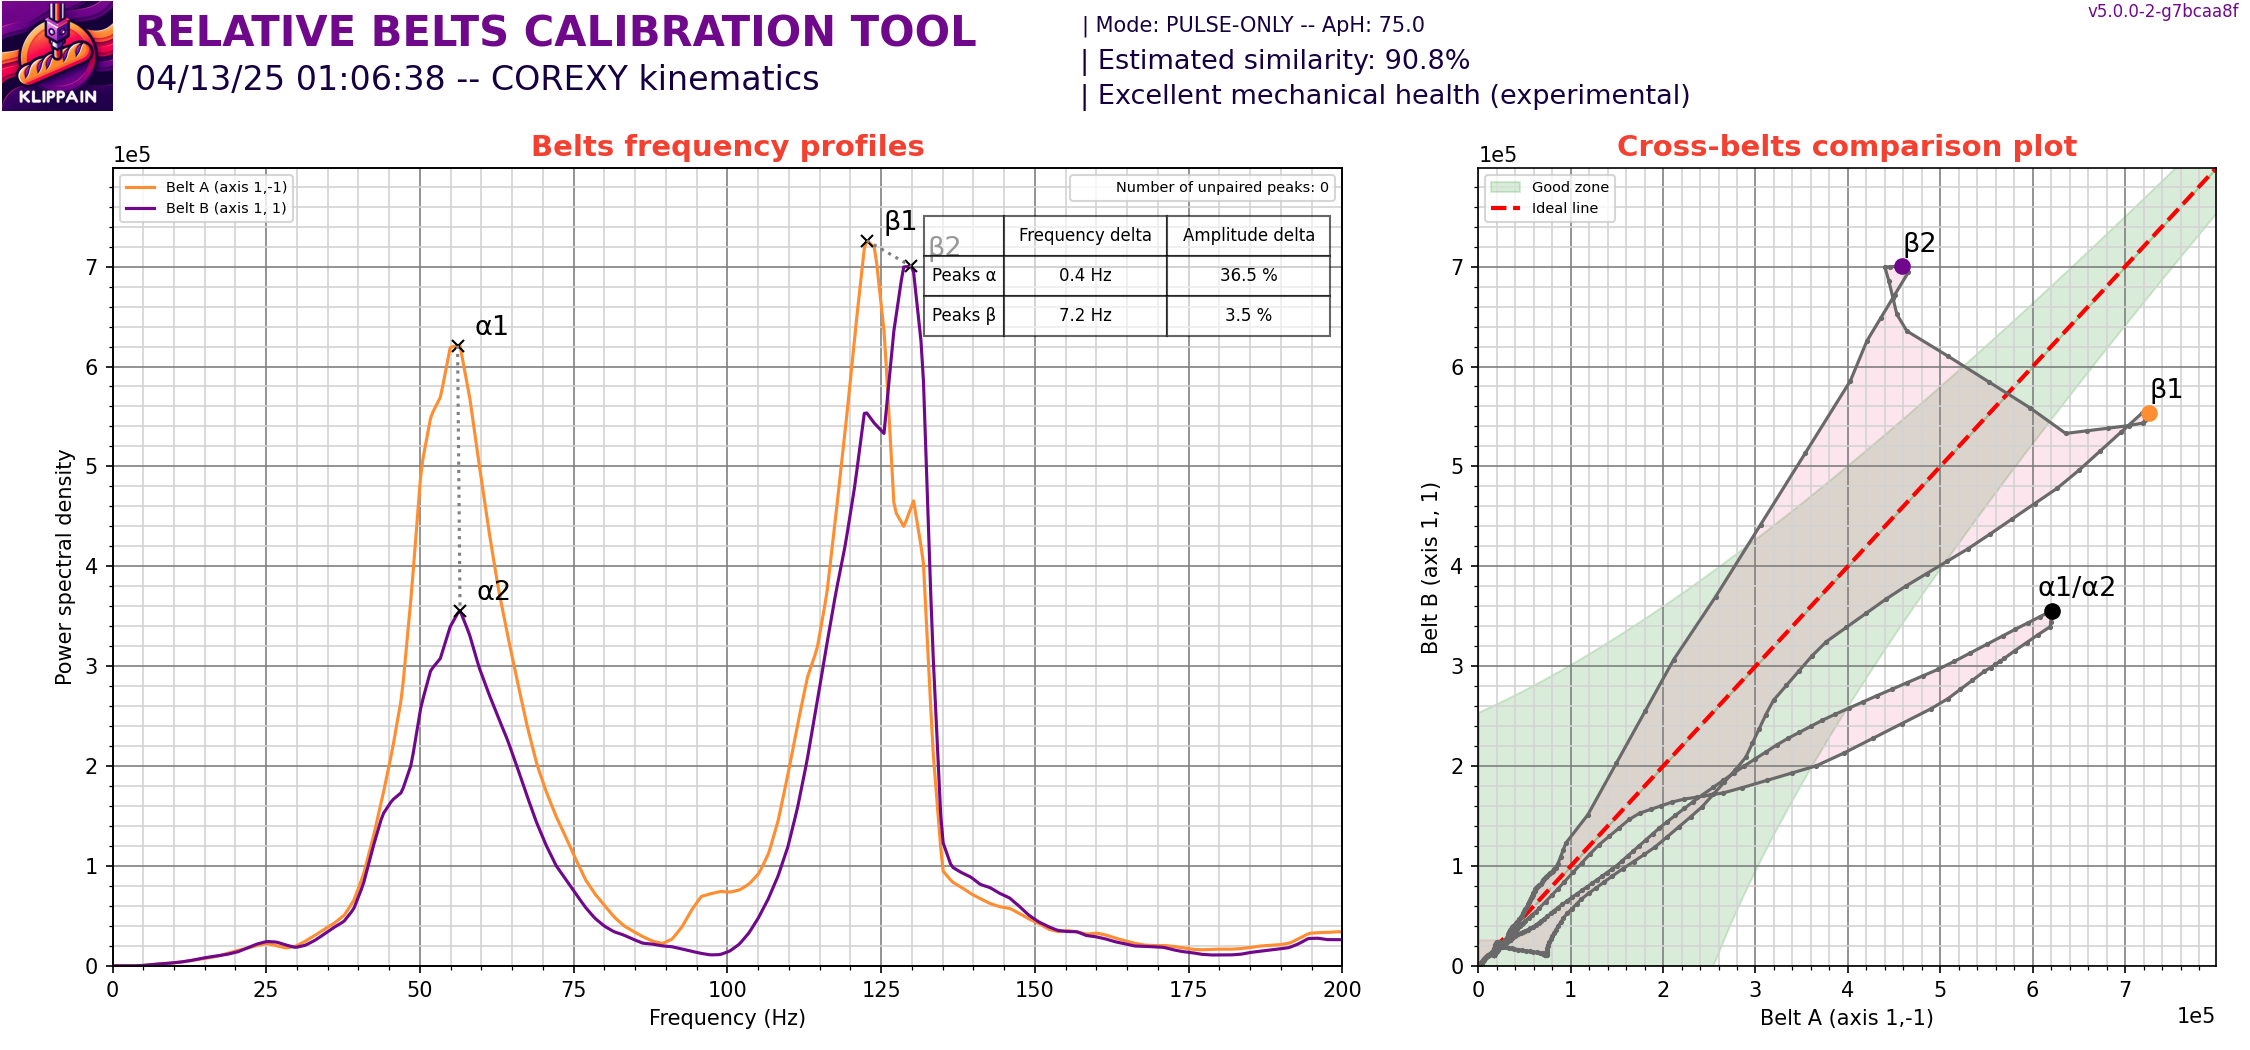 KLIPPAIN
RELATIVE BELTS CALIBRATION TOOL
04/13/25 01:06:38 -- COREXY kinematics
| Mode: PULSE-ONLY -- ApH: 75.0
| Estimated similarity: 90.8%
| Excellent mechanical health (experimental)
v5.0.0-2-g7bcaa8f
Belts frequency profiles
1e5
Belt A (axis 1,-1)
Belt B (axis 1, 1)
Number of unpaired peaks: 0
Frequency delta Amplitude delta
Peaks α 0.4 Hz 36.5 %
Peaks β 7.2 Hz 3.5 %
β1
β2
α1
α2
7
6
5
4
3
2
1
0
Power spectral density
0 25 50 75 100 125 150 175 200
Frequency (Hz)
Cross-belts comparison plot
1e5
Good zone
Ideal line
β2
β1
α1/α2
7
6
5
4
3
2
1
0
Belt B (axis 1, 1)
0 1 2 3 4 5 6 7
Belt A (axis 1,-1)
1e5